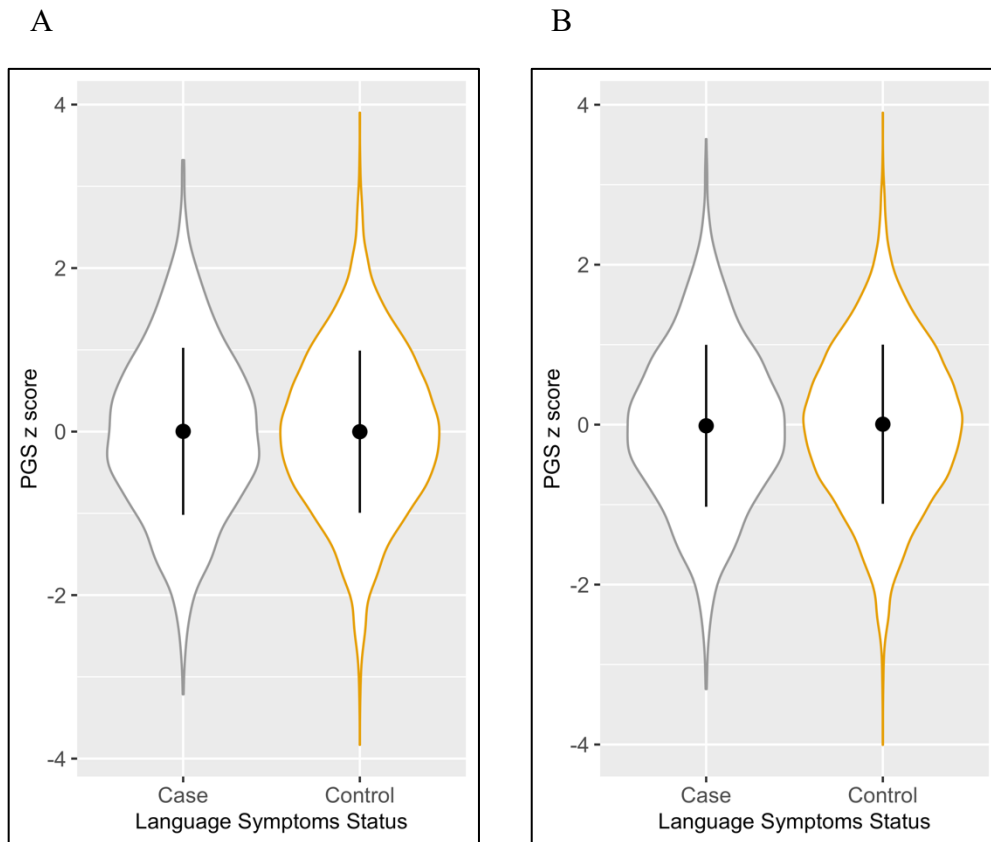 A
B
4
2
0
-2
-4
PGS z score
Case
Control
Language Symptoms Status
4
2
0
-2
-4
PGS z score
Case
Control
Language Symptoms Status